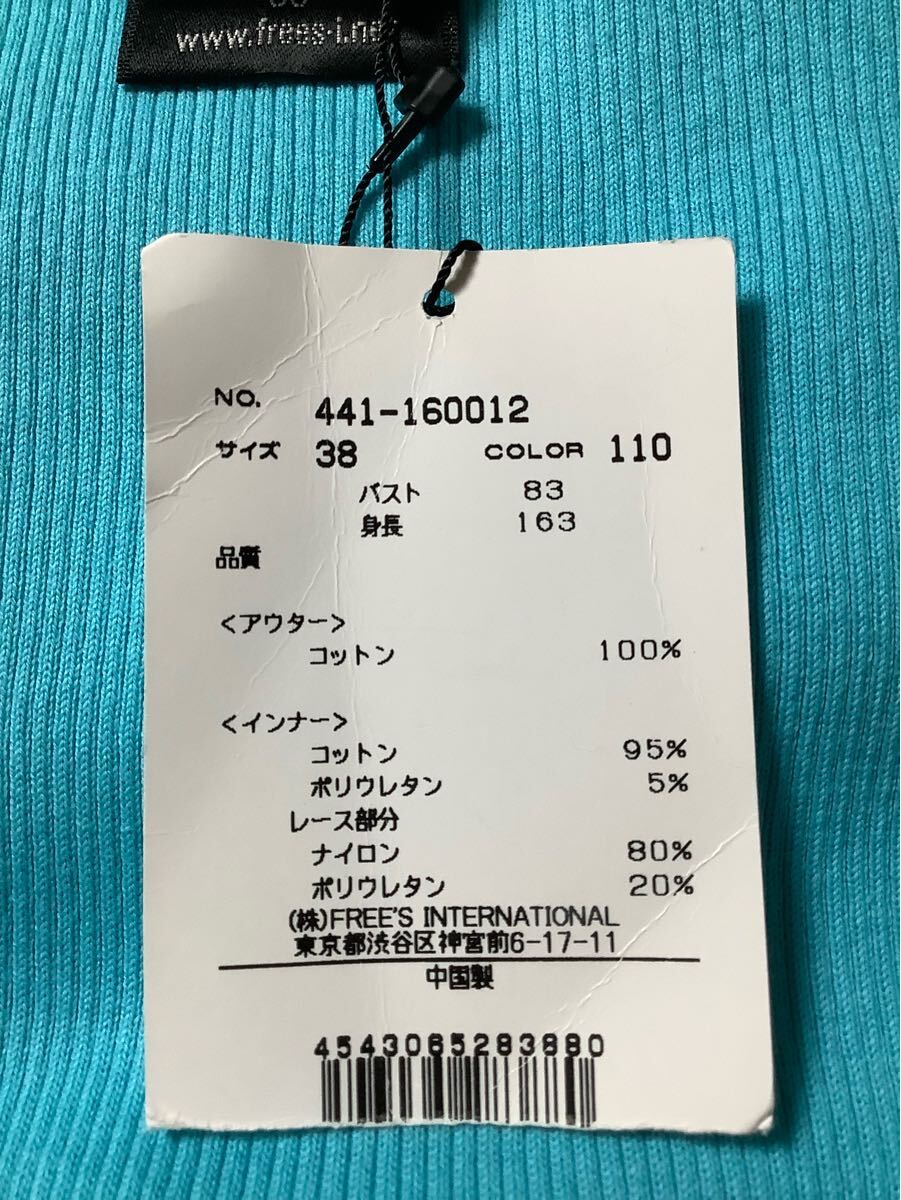 38
www.frees-i.ne
NO. 441-160012
サイズ 38 COLOR 110
バスト 83
身長 163
品質
<アウター>
コットン 100%
<インナー>
コットン 95%
ポリウレタン 5%
レース部分
ナイロン 80%
ポリウレタン 20%
(株)FREE'S INTERNATIONAL
東京都渋谷区神宮前6-17-11
中国製
4543065283880